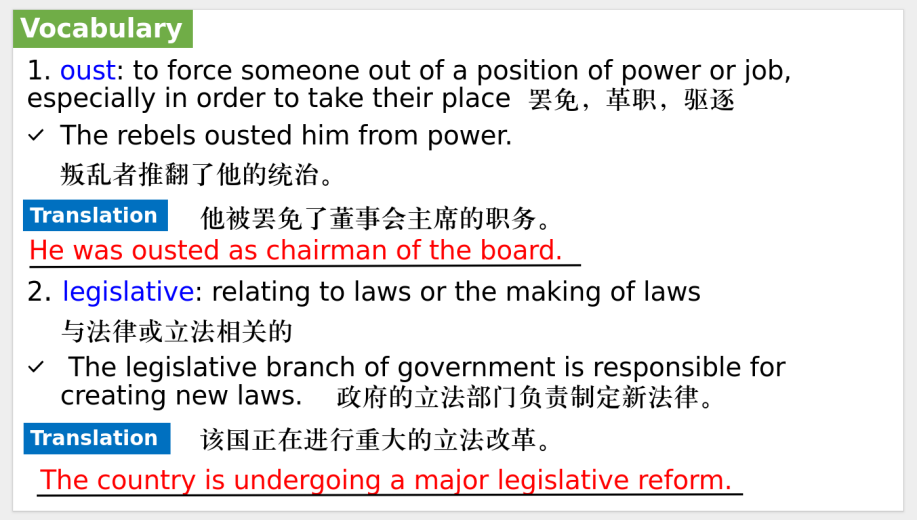 Vocabulary
1. oust: to force someone out of a position of power or job,
especially in order to take their place 罢免，革职，驱逐
✓ The rebels ousted him from power.
叛乱者推翻了他的统治。
Translation 他被罢免了董事会主席的职务。
He was ousted as chairman of the board.
2. legislative: relating to laws or the making of laws
与法律或立法相关的
✓ The legislative branch of government is responsible for
creating new laws. 政府的立法部门负责制定新法律。
Translation 该国正在进行重大的立法改革。
The country is undergoing a major legislative reform.